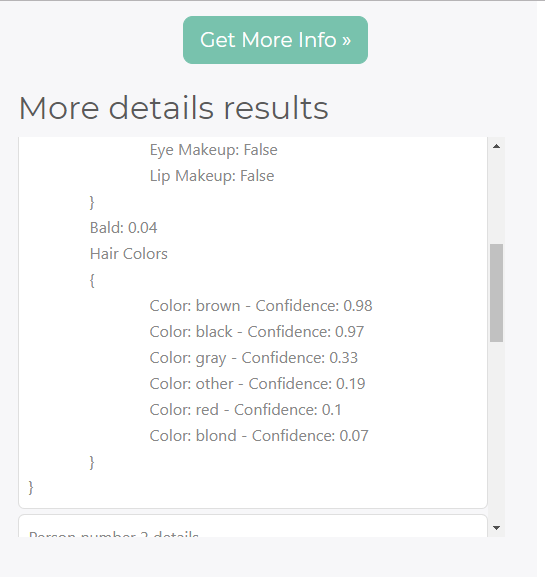 Get More Info »
More details results
Eye Makeup: False
Lip Makeup: False
}
Bald: 0.04
Hair Colors
{
Color: brown - Confidence: 0.98
Color: black - Confidence: 0.97
Color: gray - Confidence: 0.33
Color: other - Confidence: 0.19
Color: red - Confidence: 0.1
Color: blond - Confidence: 0.07
}
}
Person number details